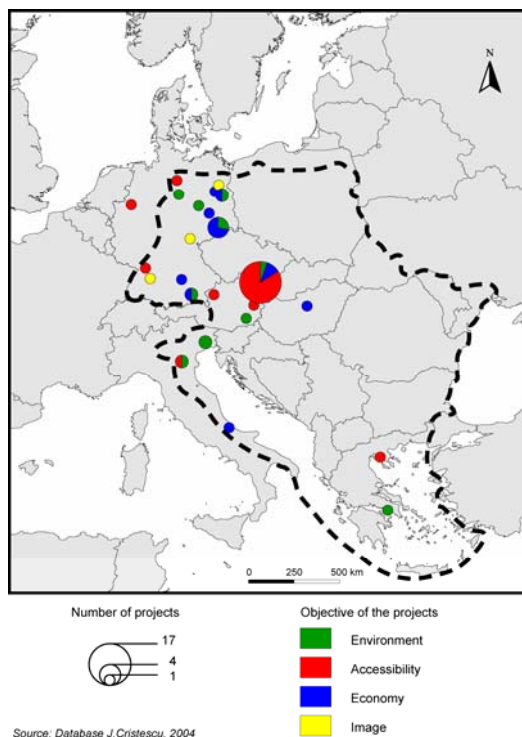 N
0 250 500 km
Number of projects
17
4
1
Objective of the projects
Environment
Accessibility
Economy
Image
Source: Database J.Cristescu, 2004